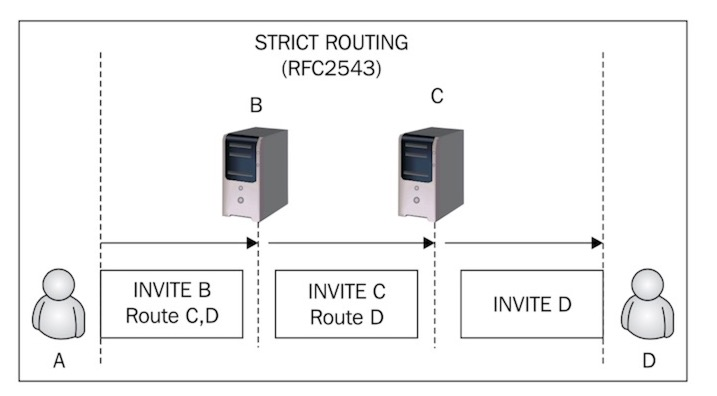 STRICT ROUTING
(RFC2543)
B
C
INVITE B
Route C,D
INVITE C
Route D
INVITE D
A
D